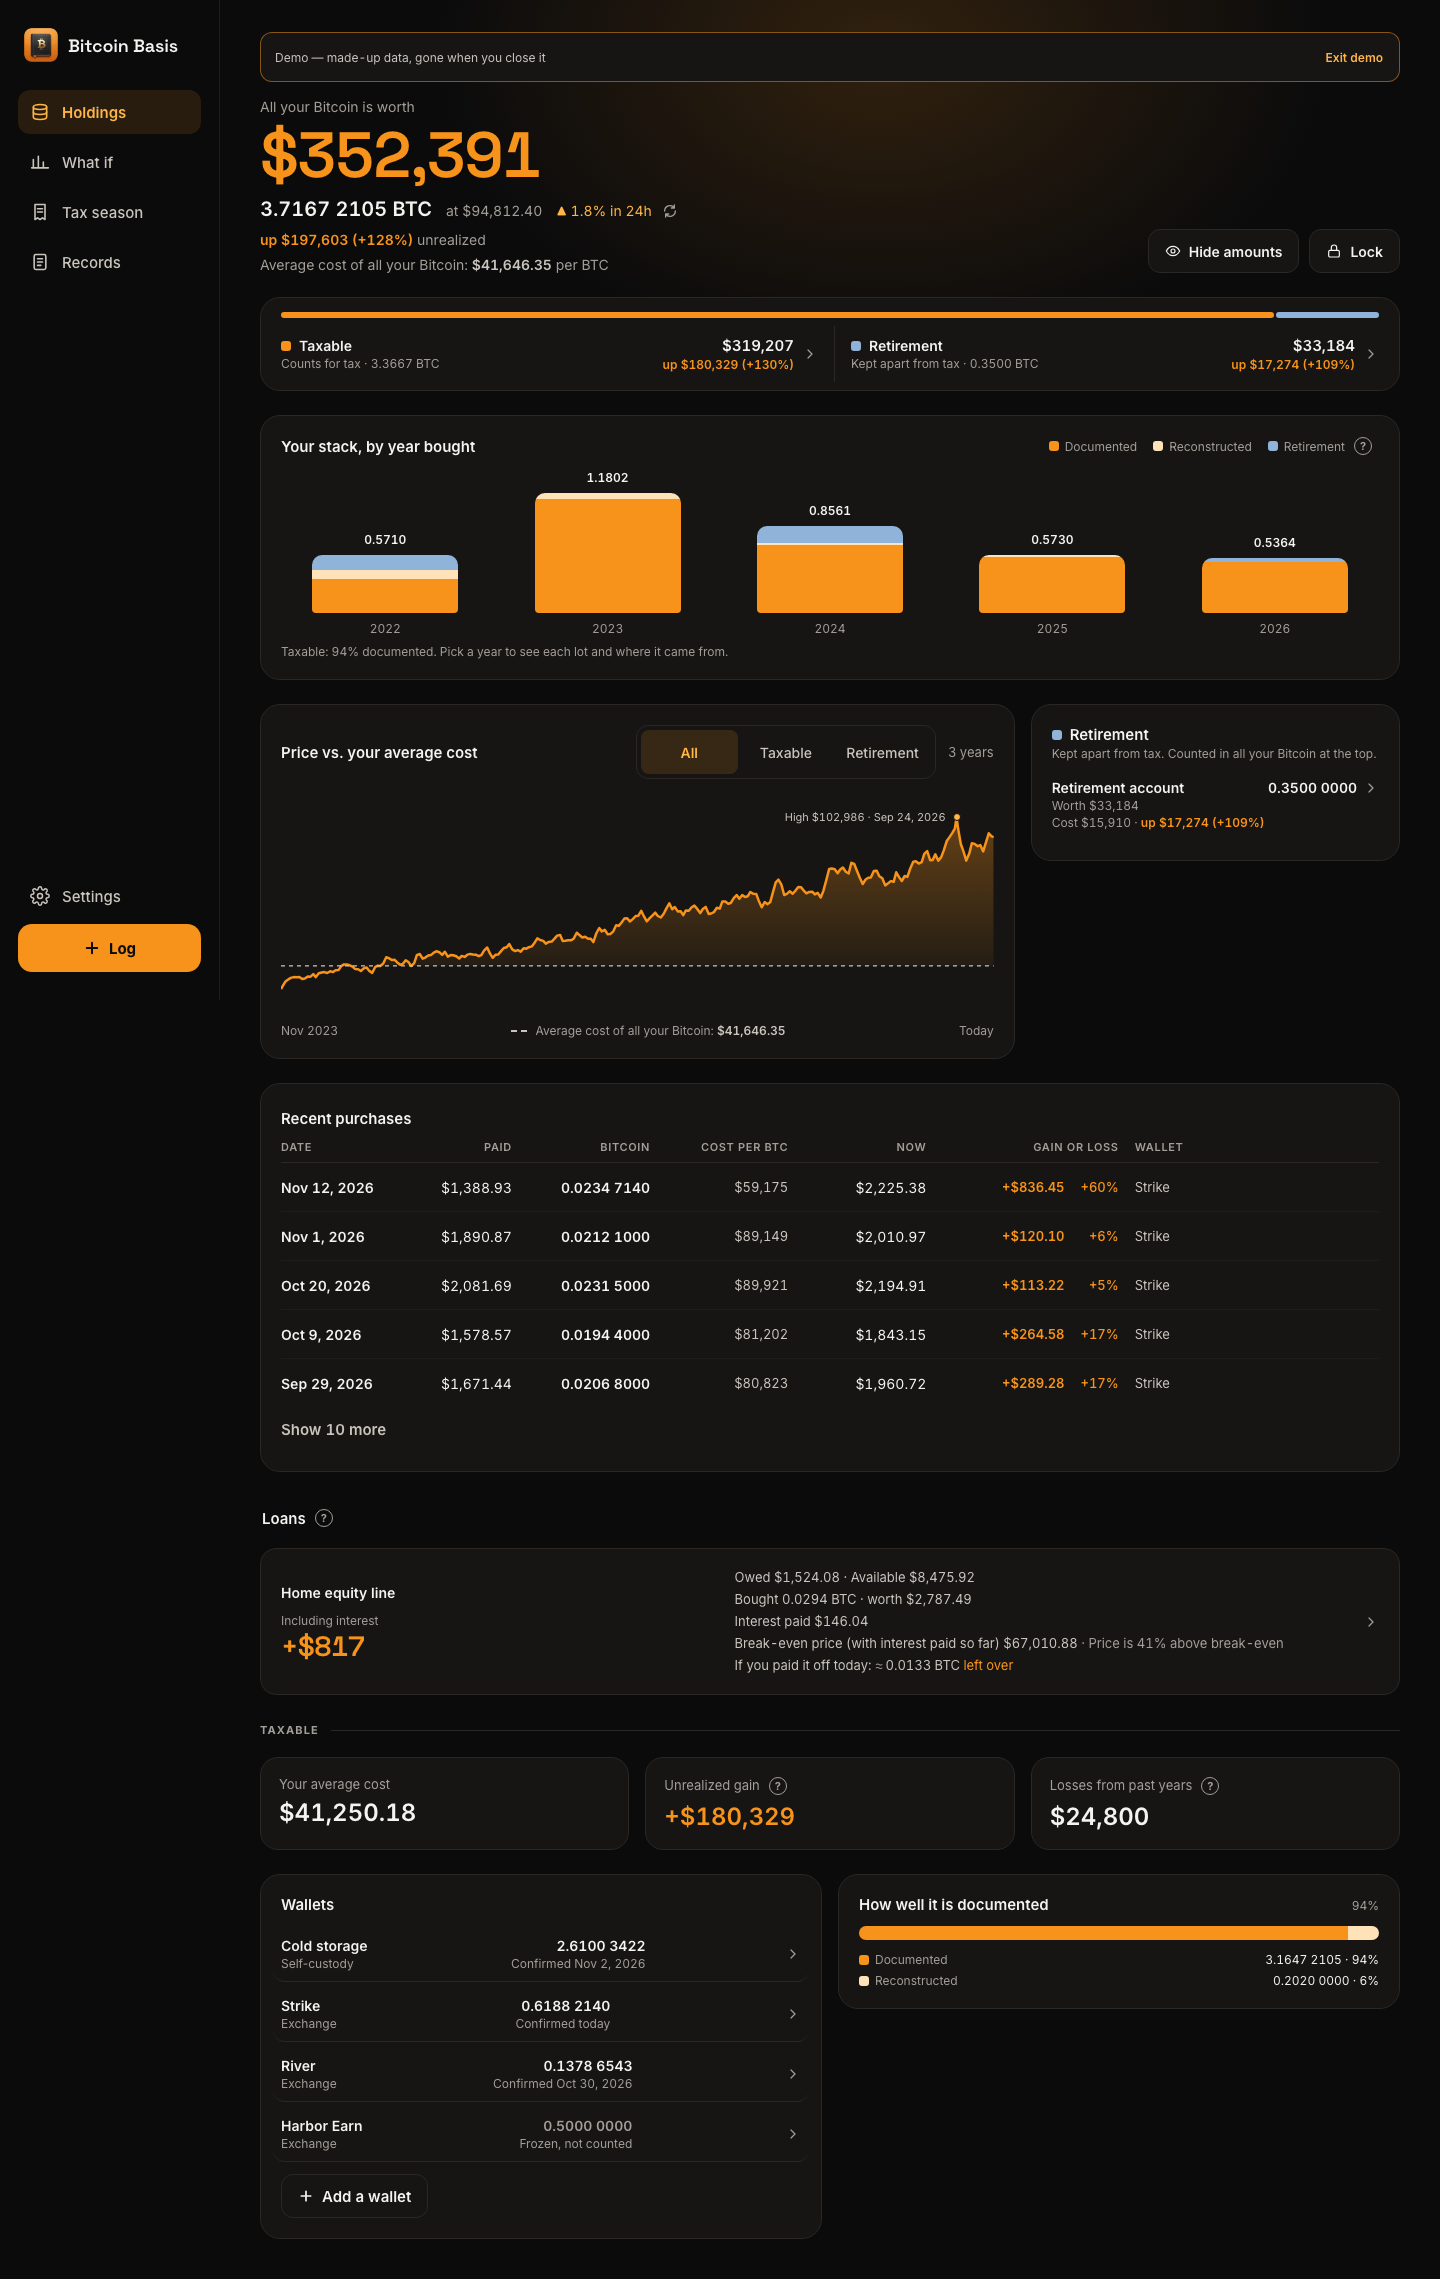 Bitcoin Basis
Holdings
What if
Tax season
Records
Settings
+ Log
Demo — made-up data, gone when you close it
Exit demo
All your Bitcoin is worth
$352,391
3.7167 2105 BTC at $94,812.40 ▲ 1.8% in 24h
up $197,603 (+128%) unrealized
Average cost of all your Bitcoin: $41,646.35 per BTC
Hide amounts
Lock
Taxable $319,207
Counts for tax · 3.3667 BTC up $180,329 (+130%)
Retirement $33,184
Kept apart from tax · 0.3500 BTC up $17,274 (+109%)
Your stack, by year bought
Documented Reconstructed Retirement ?
0.5710 1.1802 0.8561 0.5730 0.5364
2022 2023 2024 2025 2026
Taxable: 94% documented. Pick a year to see each lot and where it came from.
Price vs. your average cost
All Taxable Retirement 3 years
High $102,986 · Sep 24, 2026
Nov 2023 Average cost of all your Bitcoin: $41,646.35 Today
Retirement
Kept apart from tax. Counted in all your Bitcoin at the top.
Retirement account 0.3500 0000
Worth $33,184
Cost $15,910 · up $17,274 (+109%)
Recent purchases
DATE PAID BITCOIN COST PER BTC NOW GAIN OR LOSS WALLET
Nov 12, 2026 $1,388.93 0.0234 7140 $59,175 $2,225.38 +$836.45 +60% Strike
Nov 1, 2026 $1,890.87 0.0212 1000 $89,149 $2,010.97 +$120.10 +6% Strike
Oct 20, 2026 $2,081.69 0.0231 5000 $89,921 $2,194.91 +$113.22 +5% Strike
Oct 9, 2026 $1,578.57 0.0194 4000 $81,202 $1,843.15 +$264.58 +17% Strike
Sep 29, 2026 $1,671.44 0.0206 8000 $80,823 $1,960.72 +$289.28 +17% Strike
Show 10 more
Loans ?
Home equity line
Including interest
+$817
Owed $1,524.08 · Available $8,475.92
Bought 0.0294 BTC · worth $2,787.49
Interest paid $146.04
Break-even price (with interest paid so far) $67,010.88 · Price is 41% above break-even
If you paid it off today: ≈ 0.0133 BTC left over
TAXABLE
Your average cost
$41,250.18
Unrealized gain ?
+$180,329
Losses from past years ?
$24,800
Wallets
Cold storage 2.6100 3422
Self-custody Confirmed Nov 2, 2026
Strike 0.6188 2140
Exchange Confirmed today
River 0.1378 6543
Exchange Confirmed Oct 30, 2026
Harbor Earn 0.5000 0000
Exchange Frozen, not counted
+ Add a wallet
How well it is documented 94%
Documented 3.1647 2105 · 94%
Reconstructed 0.2020 0000 · 6%